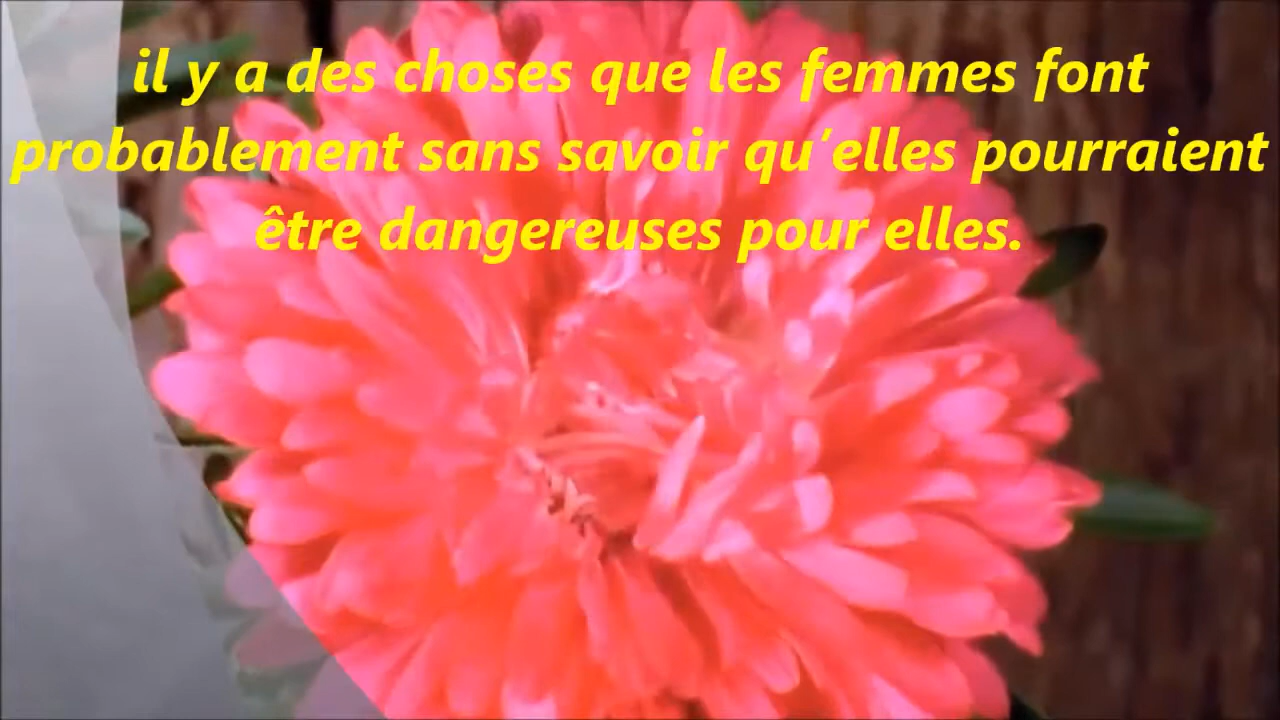 il y a des choses que les femmes font
probablement sans savoir qu’elles pourraient
être dangereuses pour elles.